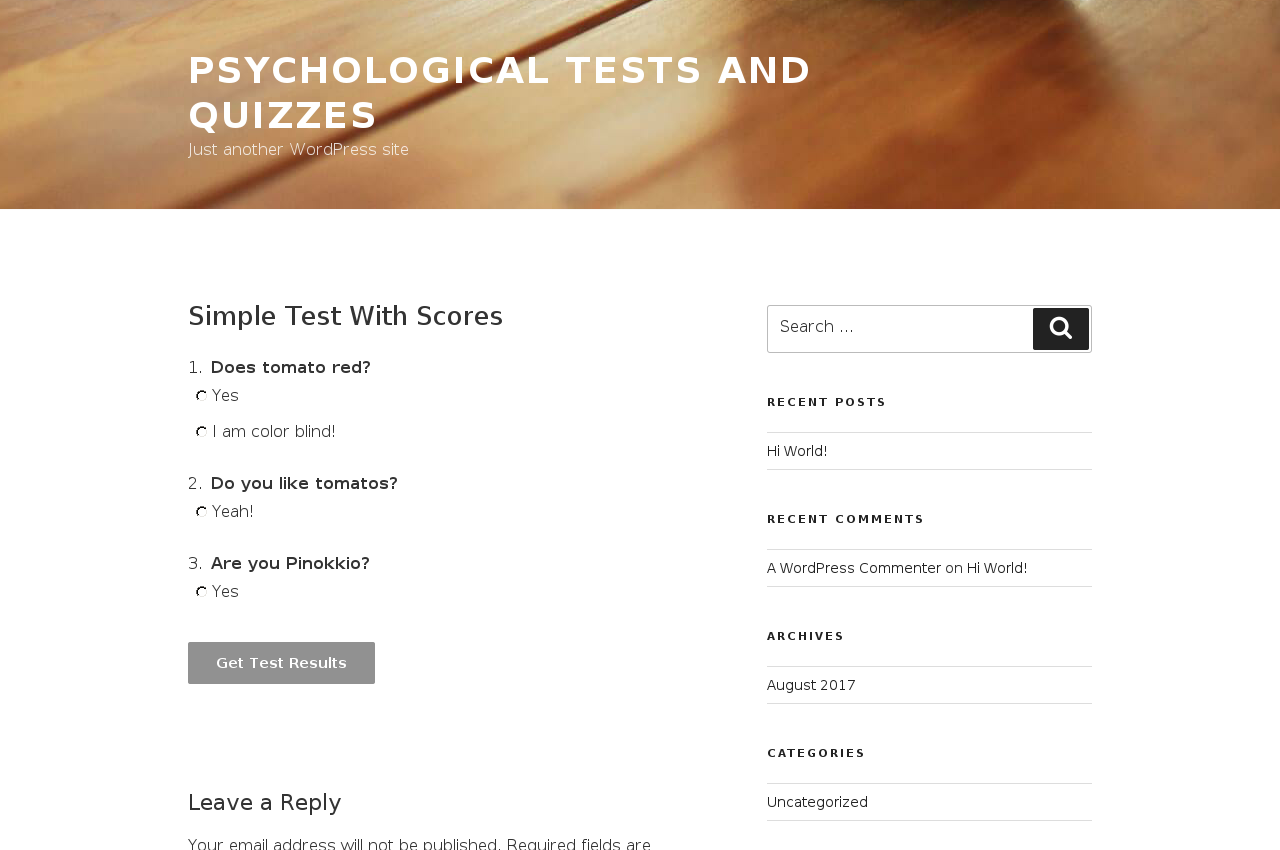 PSYCHOLOGICAL TESTS AND
QUIZZES
Just another WordPress site
Simple Test With Scores
1. Does tomato red?
Yes
I am color blind!
2. Do you like tomatos?
Yeah!
3. Are you Pinokkio?
Yes
Get Test Results
Leave a Reply
Your email address will not be published. Required fields are
Search …
RECENT POSTS
Hi World!
RECENT COMMENTS
A WordPress Commenter on Hi World!
ARCHIVES
August 2017
CATEGORIES
Uncategorized